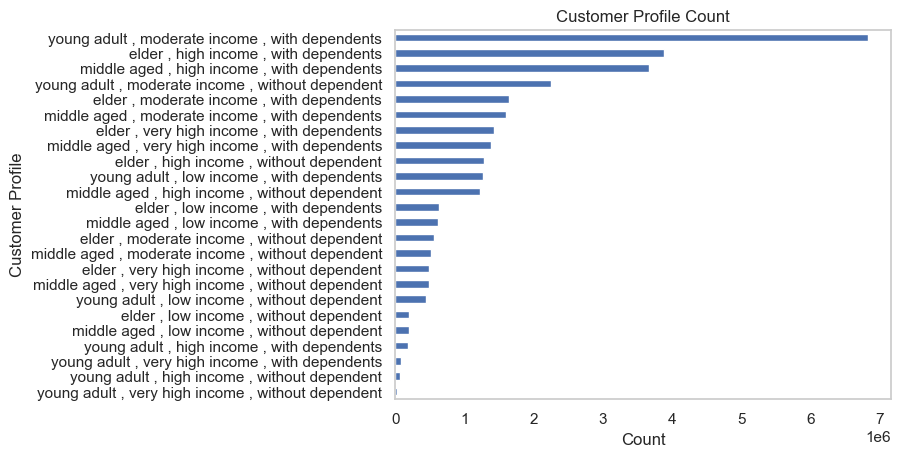 Customer Profile Count
young adult , moderate income , with dependents
elder , high income , with dependents
middle aged , high income , with dependents
young adult , moderate income , without dependent
elder , moderate income , with dependents
middle aged , moderate income , with dependents
elder , very high income , with dependents
middle aged , very high income , with dependents
elder , high income , without dependent
young adult , low income , with dependents
middle aged , high income , without dependent
elder , low income , with dependents
middle aged , low income , with dependents
elder , moderate income , without dependent
middle aged , moderate income , without dependent
elder , very high income , without dependent
middle aged , very high income , without dependent
young adult , low income , without dependent
elder , low income , without dependent
middle aged , low income , without dependent
young adult , high income , with dependents
young adult , very high income , with dependents
young adult , high income , without dependent
young adult , very high income , without dependent
Customer Profile
0 1 2 3 4 5 6 7
1e6
Count